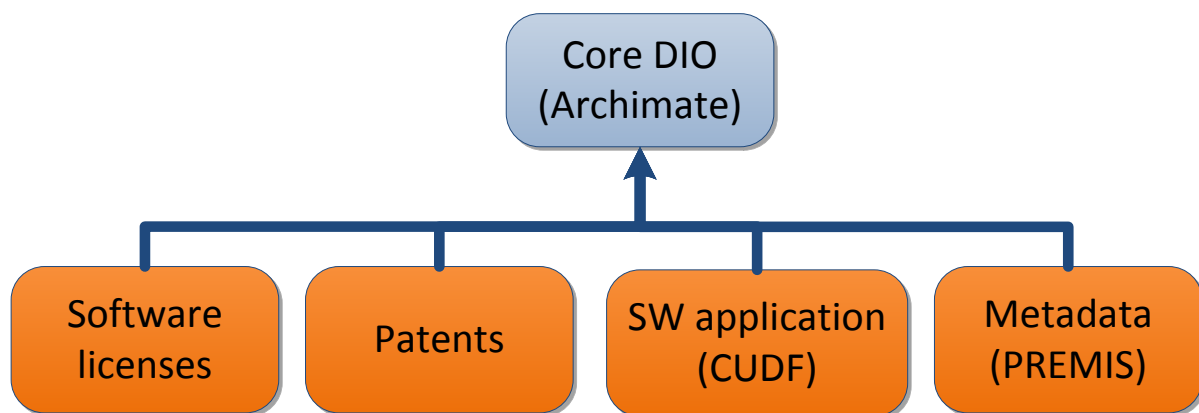 Core DIO
(Archimate)
Software
licenses
Patents
SW application
(CUDF)
Metadata
(PREMIS)